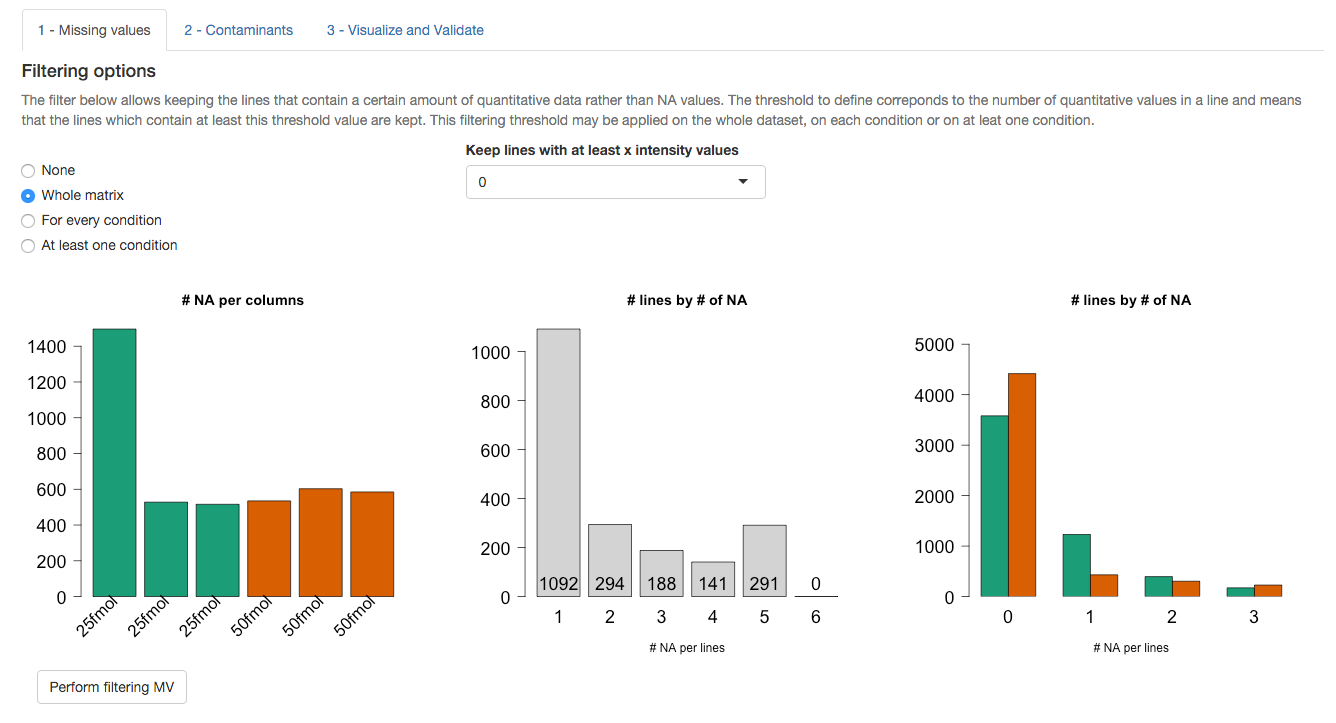 1 - Missing values
2 - Contaminants
3 - Visualize and Validate
Filtering options
The filter below allows keeping the lines that contain a certain amount of quantitative data rather than NA values. The threshold to define correponds to the number of quantitative values in a line and means
that the lines which contain at least this threshold value are kept. This filtering threshold may be applied on the whole dataset, on each condition or on at leat one condition.
None
Whole matrix
For every condition
At least one condition
Keep lines with at least x intensity values
0
# NA per columns
1400
1200
1000
800
600
400
200
0
25fmol
25fmol
25fmol
50fmol
50fmol
50fmol
# lines by # of NA
1000
800
600
400
200
0
1092 294 188 141 291 0
1 2 3 4 5 6
# NA per lines
# lines by # of NA
5000
4000
3000
2000
1000
0
0 1 2 3
# NA per lines
Perform filtering MV